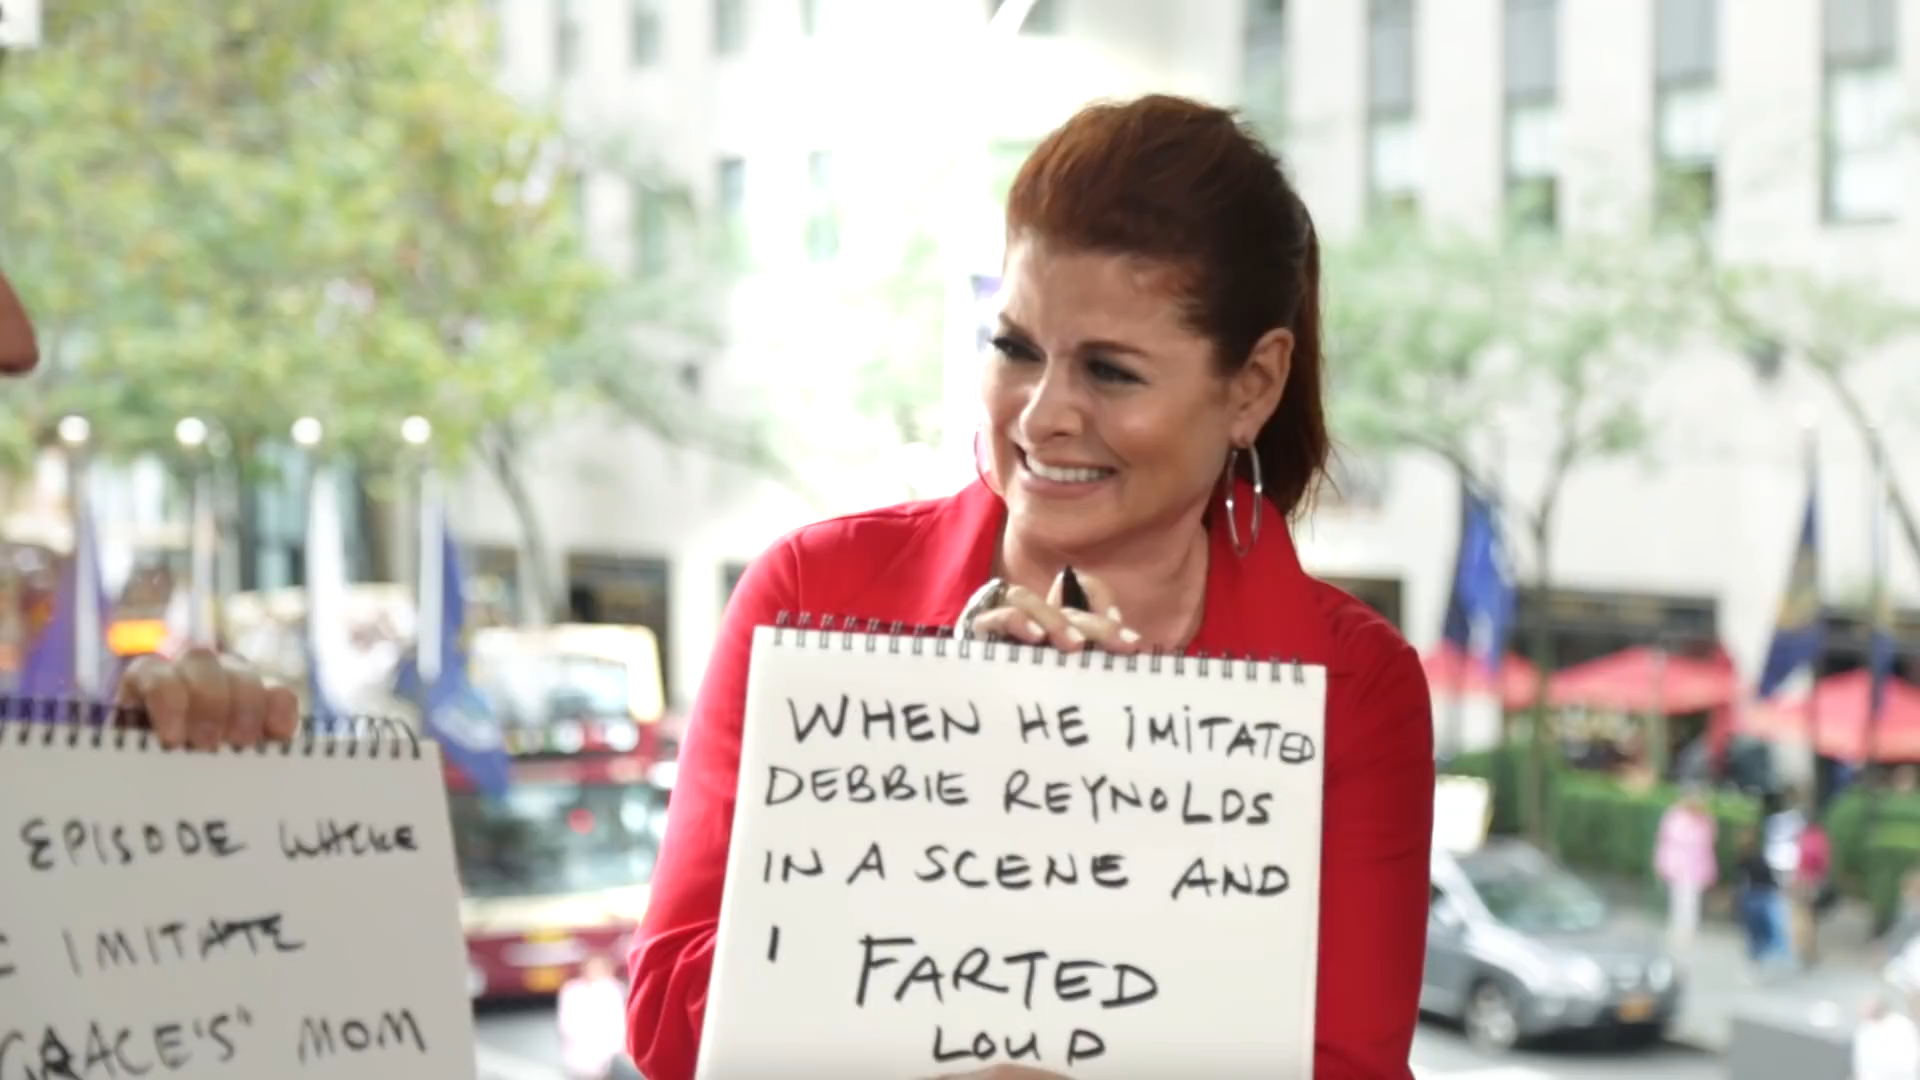 EPISODE WHERE
IMITATE
"GRACE'S" MOM
WHEN HE IMITATED
DEBBIE REYNOLDS
IN A SCENE AND
I FARTED
LOUD